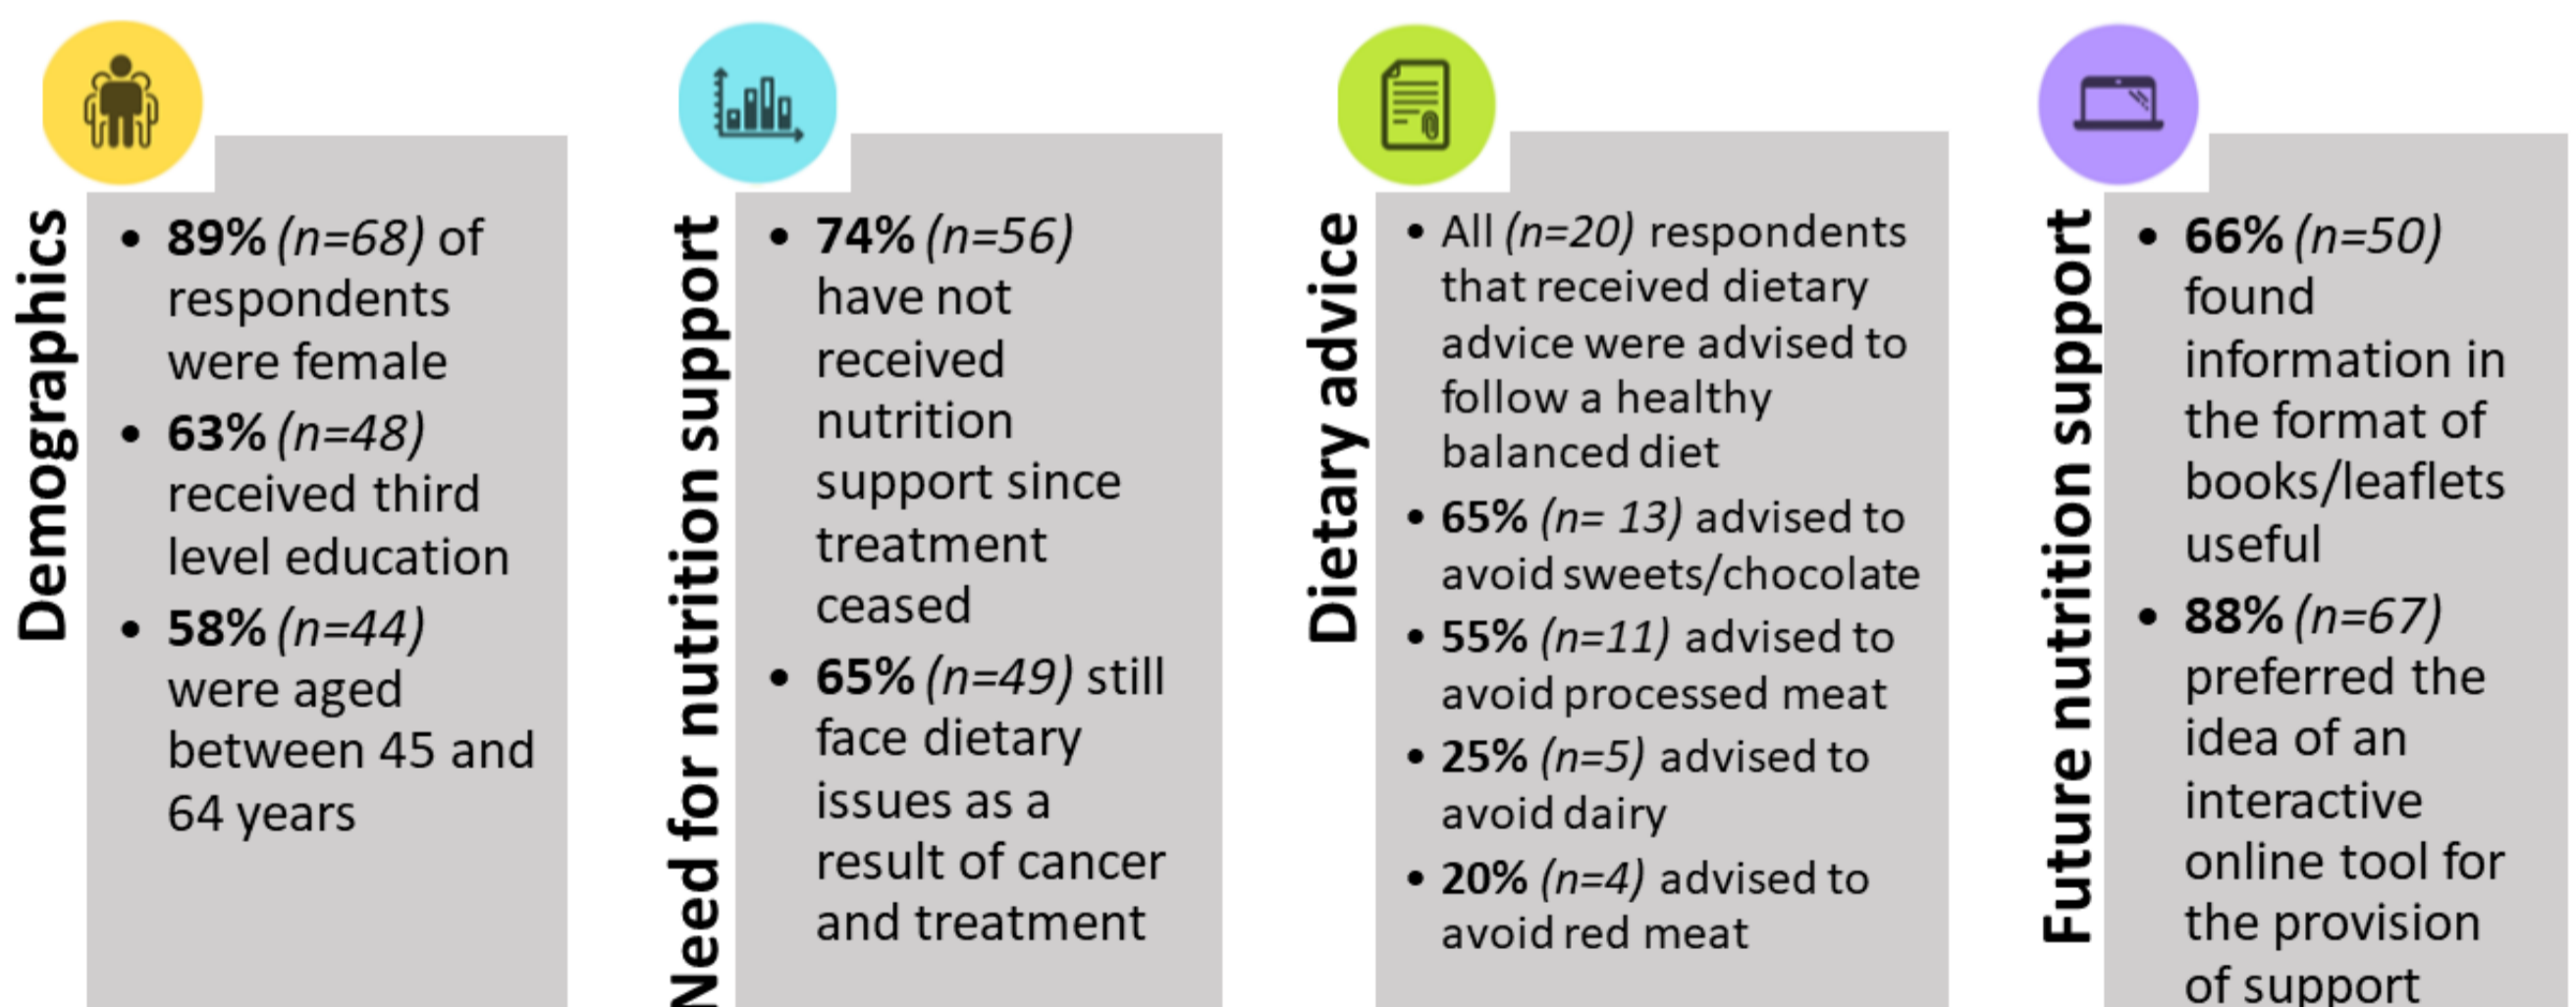 Demographics
• 89% (n=68) of
respondents
were female
• 63% (n=48)
received third
level education
• 58% (n=44)
were aged
between 45 and
64 years
Need for nutrition support
• 74% (n=56)
have not
received
nutrition
support since
treatment
ceased
• 65% (n=49) still
face dietary
issues as a
result of cancer
and treatment
Dietary advice
• All (n=20) respondents
that received dietary
advice were advised to
follow a healthy
balanced diet
• 65% (n= 13) advised to
avoid sweets/chocolate
• 55% (n=11) advised to
avoid processed meat
• 25% (n=5) advised to
avoid dairy
• 20% (n=4) advised to
avoid red meat
Future nutrition support
• 66% (n=50)
found
information in
the format of
books/leaflets
useful
• 88% (n=67)
preferred the
idea of an
interactive
online tool for
the provision
of support